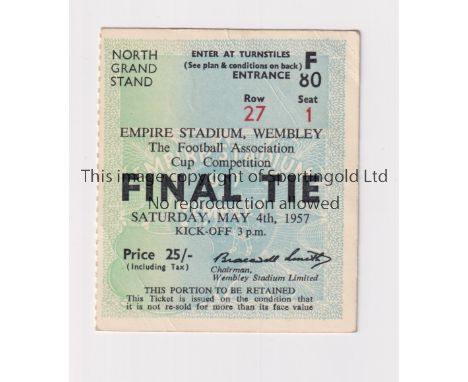 NORTH GRAND STAND
ENTER AT TURNSTILES
(See plan & conditions on back)
ENTRANCE
F
80
Row Seat
27 1
EMPIRE STADIUM, WEMBLEY
The Football Association
Cup Competition
This image copyright of Sportingold Ltd
FINAL TIE
No reproduction allowed
SATURDAY, MAY 4th, 1957
KICK-OFF 3 p.m.
Price 25/-
(Including Tax)
Chairman,
Wembley Stadium Limited
THIS PORTION TO BE RETAINED
This Ticket is issued on the condition that
it is not re-sold for more than its face value